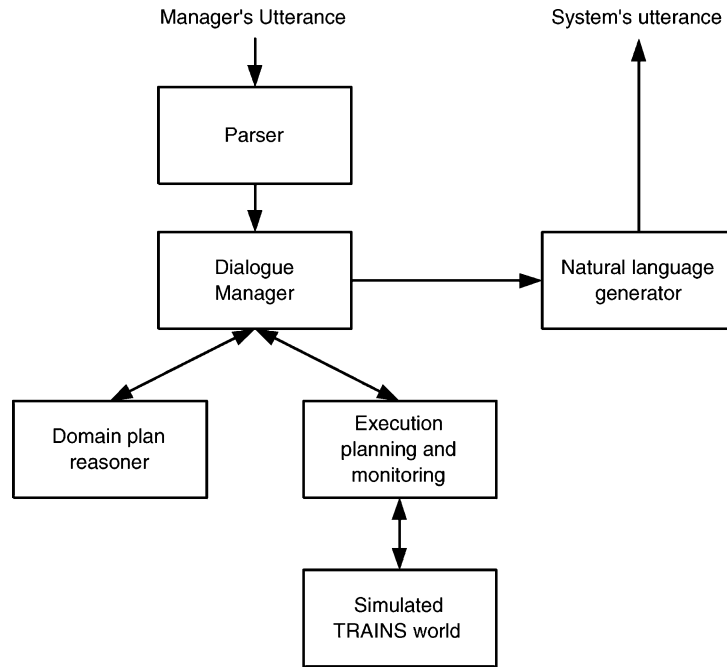 Manager's Utterance
System's utterance
Parser
Dialogue
Manager
Natural language
generator
Domain plan
reasoner
Execution
planning and
monitoring
Simulated
TRAINS world